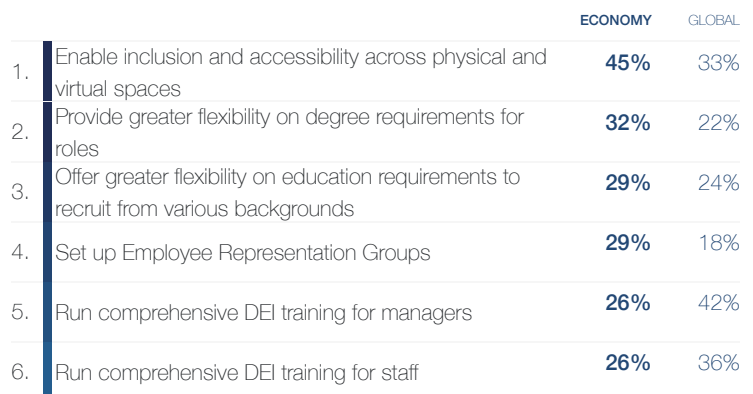 ECONOMY GLOBAL
1. Enable inclusion and accessibility across physical and 45% 33%
virtual spaces
2. Provide greater flexibility on degree requirements for 32% 22%
roles
3. Offer greater flexibility on education requirements to 29% 24%
recruit from various backgrounds
4. Set up Employee Representation Groups 29% 18%
5. Run comprehensive DEI training for managers 26% 42%
6. Run comprehensive DEI training for staff 26% 36%